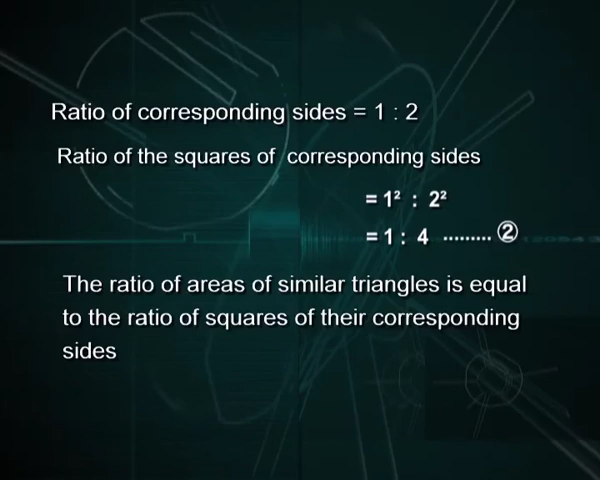 Ratio of corresponding sides = 1 : 2
Ratio of the squares of corresponding sides
= 1² : 2²
= 1 : 4 ......... ②
The ratio of areas of similar triangles is equal
to the ratio of squares of their corresponding
sides